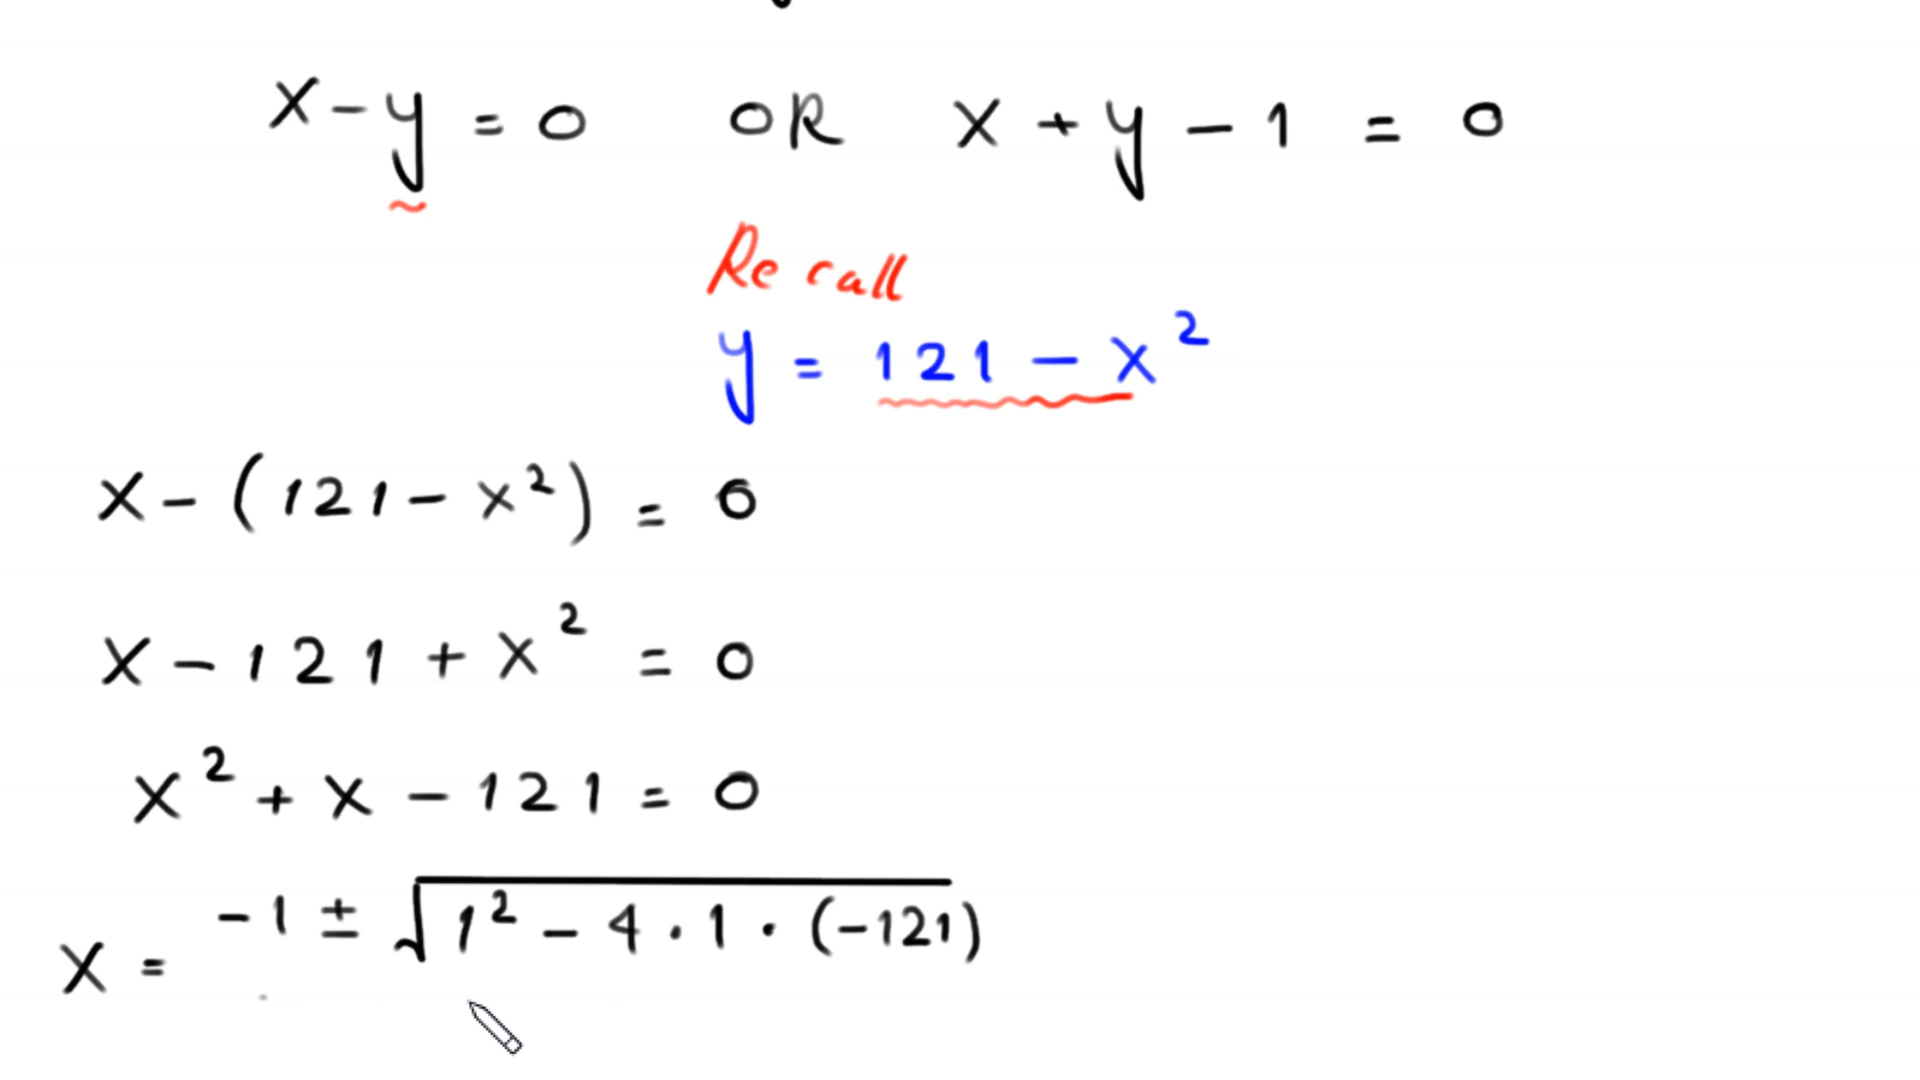 x - y = 0 OR x + y - 1 = 0
Recall
y = 121 - x²
x - (121 - x²) = 0
x - 121 + x² = 0
x² + x - 121 = 0
x = -1 ± √1² - 4 · 1 · (-121)